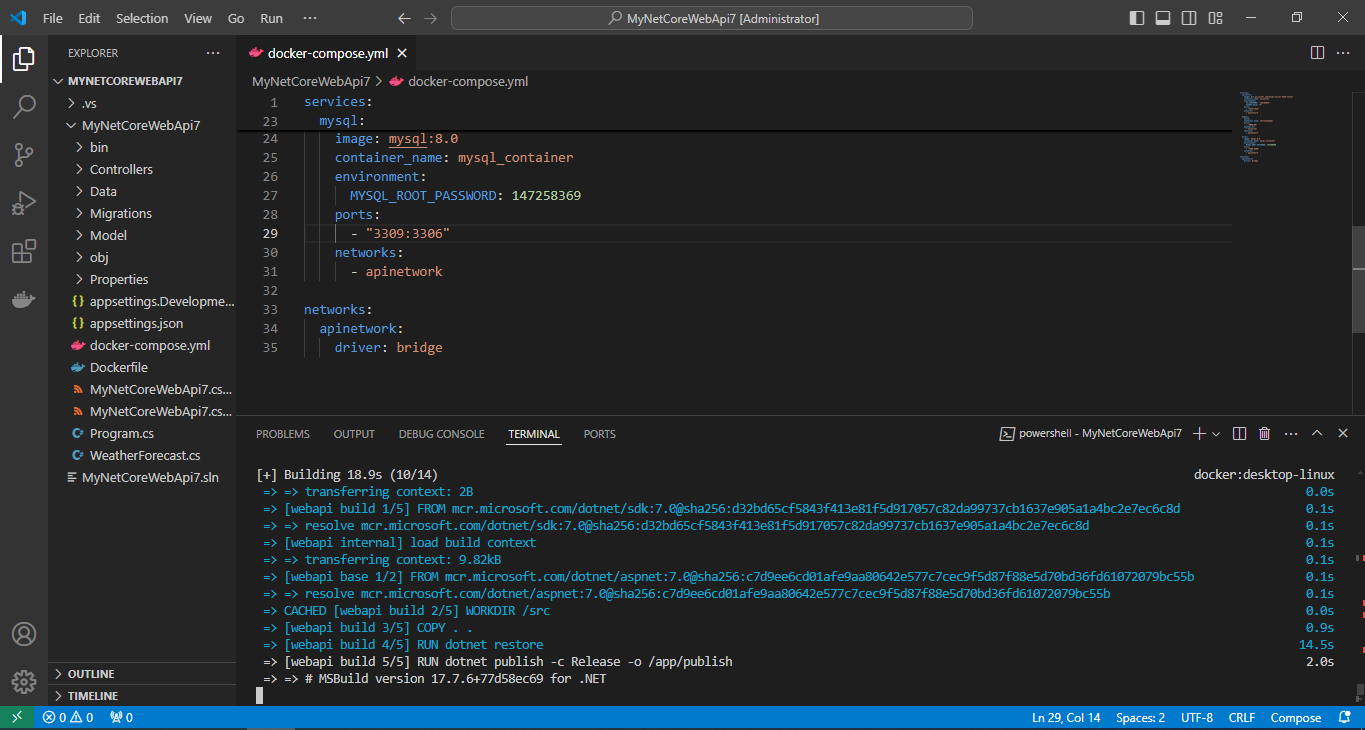 File Edit Selection View Go Run ··· MyNetCoreWebApi7 [Administrator]
EXPLORER ···
MYNETCOREWEBAPI7
.vs
MyNetCoreWebApi7
bin
Controllers
Data
Migrations
Model
obj
Properties
{} appsettings.Developme...
{} appsettings.json
docker-compose.yml
Dockerfile
MyNetCoreWebApi7.cs...
MyNetCoreWebApi7.cs...
Program.cs
WeatherForecast.cs
MyNetCoreWebApi7.sln
OUTLINE
TIMELINE
docker-compose.yml
MyNetCoreWebApi7 > docker-compose.yml
1 services:
23 mysql:
24 image: mysql:8.0
25 container_name: mysql_container
26 environment:
27 MYSQL_ROOT_PASSWORD: 147258369
28 ports:
29 - "3309:3306"
30 networks:
31 - apinetwork
32
33 networks:
34 apinetwork:
35 driver: bridge
PROBLEMS OUTPUT DEBUG CONSOLE TERMINAL PORTS powershell - MyNetCoreWebApi7
[+] Building 18.9s (10/14) docker:desktop-linux
=> => transferring context: 2B 0.0s
=> [webapi build 1/5] FROM mcr.microsoft.com/dotnet/sdk:7.0@sha256:d32bd65cf5843f413e81f5d917057c82da99737cb1637e905a1a4bc2e7ec6c8d 0.1s
=> => resolve mcr.microsoft.com/dotnet/sdk:7.0@sha256:d32bd65cf5843f413e81f5d917057c82da99737cb1637e905a1a4bc2e7ec6c8d 0.1s
=> [webapi internal] load build context 0.1s
=> => transferring context: 9.82kB 0.1s
=> [webapi base 1/2] FROM mcr.microsoft.com/dotnet/aspnet:7.0@sha256:c7d9ee6cd01afe9aa80642e577c7cec9f5d87f88e5d70bd36fd61072079bc55b 0.1s
=> => resolve mcr.microsoft.com/dotnet/aspnet:7.0@sha256:c7d9ee6cd01afe9aa80642e577c7cec9f5d87f88e5d70bd36fd61072079bc55b 0.1s
=> CACHED [webapi build 2/5] WORKDIR /src 0.0s
=> [webapi build 3/5] COPY . . 0.9s
=> [webapi build 4/5] RUN dotnet restore 14.5s
=> [webapi build 5/5] RUN dotnet publish -c Release -o /app/publish 2.0s
=> => # MSBuild version 17.7.6+77d58ec69 for .NET
0 0 0 Ln 29, Col 14 Spaces: 2 UTF-8 CRLF Compose